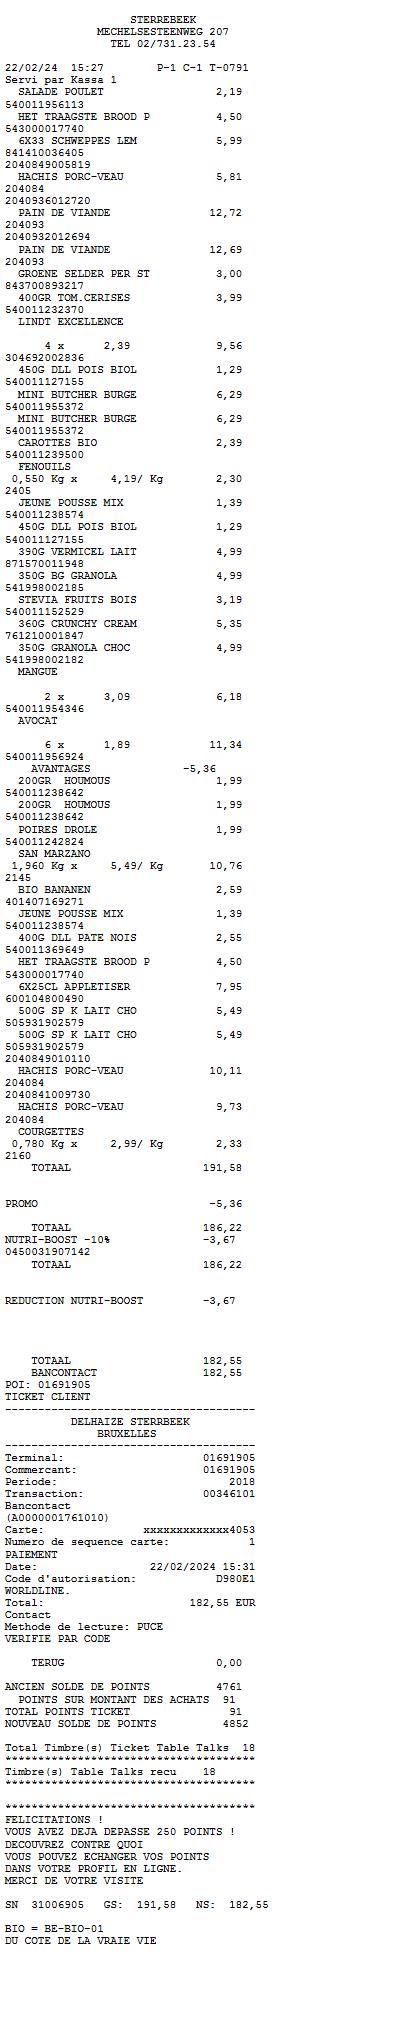 STERREBEEK
MECHELSESTEENWEG 207
TEL 02/731.23.54
22/02/24 15:27 P-1 C-1 T-0791
Servi par Kassa 1
SALADE POULET 2,19
540011956113
HET TRAAGSTE BROOD P 4,50
543000017740
6X33 SCHWEPPES LEM 5,99
841410036405
2040849005819
HACHIS PORC-VEAU 5,81
204084
2040936012720
PAIN DE VIANDE 12,72
204093
2040932012694
PAIN DE VIANDE 12,69
204093
GROENE SELDER PER ST 3,00
843700893217
400GR TOM.CERISES 3,99
540011232370
LINDT EXCELLENCE
4 x 2,39 9,56
304692002836
450G DLL POIS BIOL 1,29
540011127155
MINI BUTCHER BURGE 6,29
540011955372
MINI BUTCHER BURGE 6,29
540011955372
CAROTTES BIO 2,39
540011239500
FENOUILS
0,550 Kg x 4,19/ Kg 2,30
2405
JEUNE POUSSE MIX 1,39
540011238574
450G DLL POIS BIOL 1,29
540011127155
390G VERMICEL LAIT 4,99
871570011948
350G BG GRANOLA 4,99
541998002185
STEVIA FRUITS BOIS 3,19
540011152529
360G CRUNCHY CREAM 5,35
761210001847
350G GRANOLA CHOC 4,99
541998002182
MANGUE
2 x 3,09 6,18
540011954346
AVOCAT
6 x 1,89 11,34
540011956924
AVANTAGES -5,36
200GR HOUMOUS 1,99
540011238642
200GR HOUMOUS 1,99
540011238642
POIRES DROLE 1,99
540011242824
SAN MARZANO
1,960 Kg x 5,49/ Kg 10,76
2145
BIO BANANEN 2,59
401407169271
JEUNE POUSSE MIX 1,39
540011238574
400G DLL PATE NOIS 2,55
540011369649
HET TRAAGSTE BROOD P 4,50
543000017740
6X25CL APPLETISER 7,95
600104800490
500G SP K LAIT CHO 5,49
505931902579
500G SP K LAIT CHO 5,49
505931902579
2040849010110
HACHIS PORC-VEAU 10,11
204084
2040841009730
HACHIS PORC-VEAU 9,73
204084
COURGETTES
0,780 Kg x 2,99/ Kg 2,33
2160
TOTAAL 191,58
PROMO -5,36
TOTAAL 186,22
NUTRI-BOOST -10% -3,67
0450031907142
TOTAAL 186,22
REDUCTION NUTRI-BOOST -3,67
TOTAAL 182,55
BANCONTACT 182,55
POI: 01691905
TICKET CLIENT
--------------------------------------
DELHAIZE STERRBEEK
BRUXELLES
--------------------------------------
Terminal: 01691905
Commercant: 01691905
Periode: 2018
Transaction: 00346101
Bancontact
(A0000001761010)
Carte: xxxxxxxxxxxxx4053
Numero de sequence carte: 1
PAIEMENT
Date: 22/02/2024 15:31
Code d'autorisation: D980E1
WORLDLINE.
Total: 182,55 EUR
Contact
Methode de lecture: PUCE
VERIFIE PAR CODE
TERUG 0,00
ANCIEN SOLDE DE POINTS 4761
POINTS SUR MONTANT DES ACHATS 91
TOTAL POINTS TICKET 91
NOUVEAU SOLDE DE POINTS 4852
Total Timbre(s) Ticket Table Talks 18
**************************************
Timbre(s) Table Talks recu 18
**************************************
**************************************
FELICITATIONS !
VOUS AVEZ DEJA DEPASSE 250 POINTS !
DECOUVREZ CONTRE QUOI
VOUS POUVEZ ECHANGER VOS POINTS
DANS VOTRE PROFIL EN LIGNE.
MERCI DE VOTRE VISITE
SN 31006905 GS: 191,58 NS: 182,55
BIO = BE-BIO-01
DU COTE DE LA VRAIE VIE